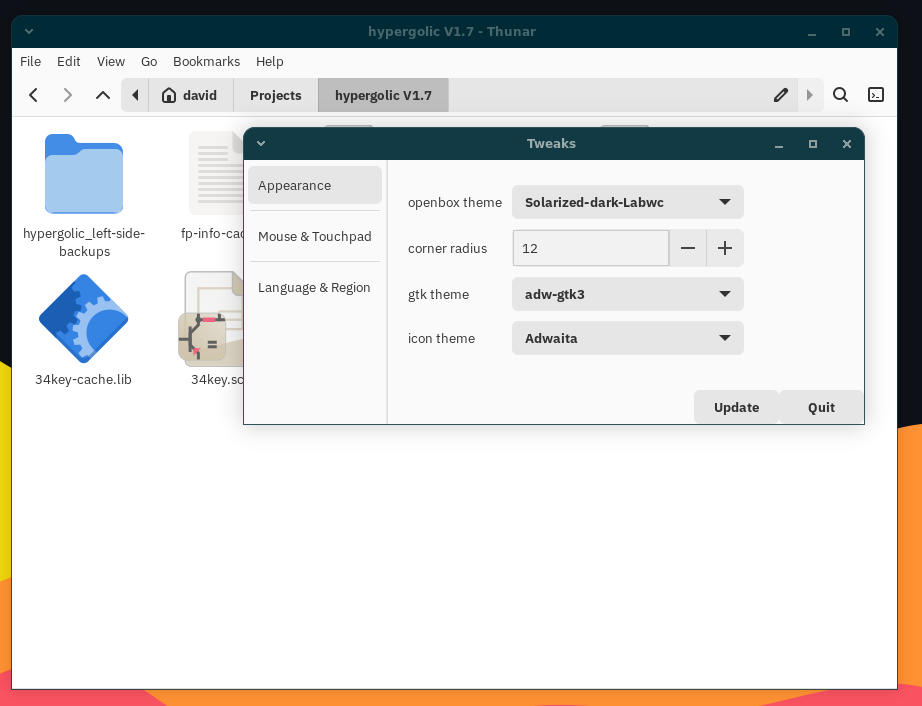 hypergolic V1.7 - Thunar
File Edit View Go Bookmarks Help
david Projects hypergolic V1.7
hypergolic_left-side-
backups
fp-info-cac
34key-cache.lib
34key.sc
Tweaks
Appearance
Mouse & Touchpad
Language & Region
openbox theme Solarized-dark-Labwc
corner radius 12
gtk theme adw-gtk3
icon theme Adwaita
Update Quit